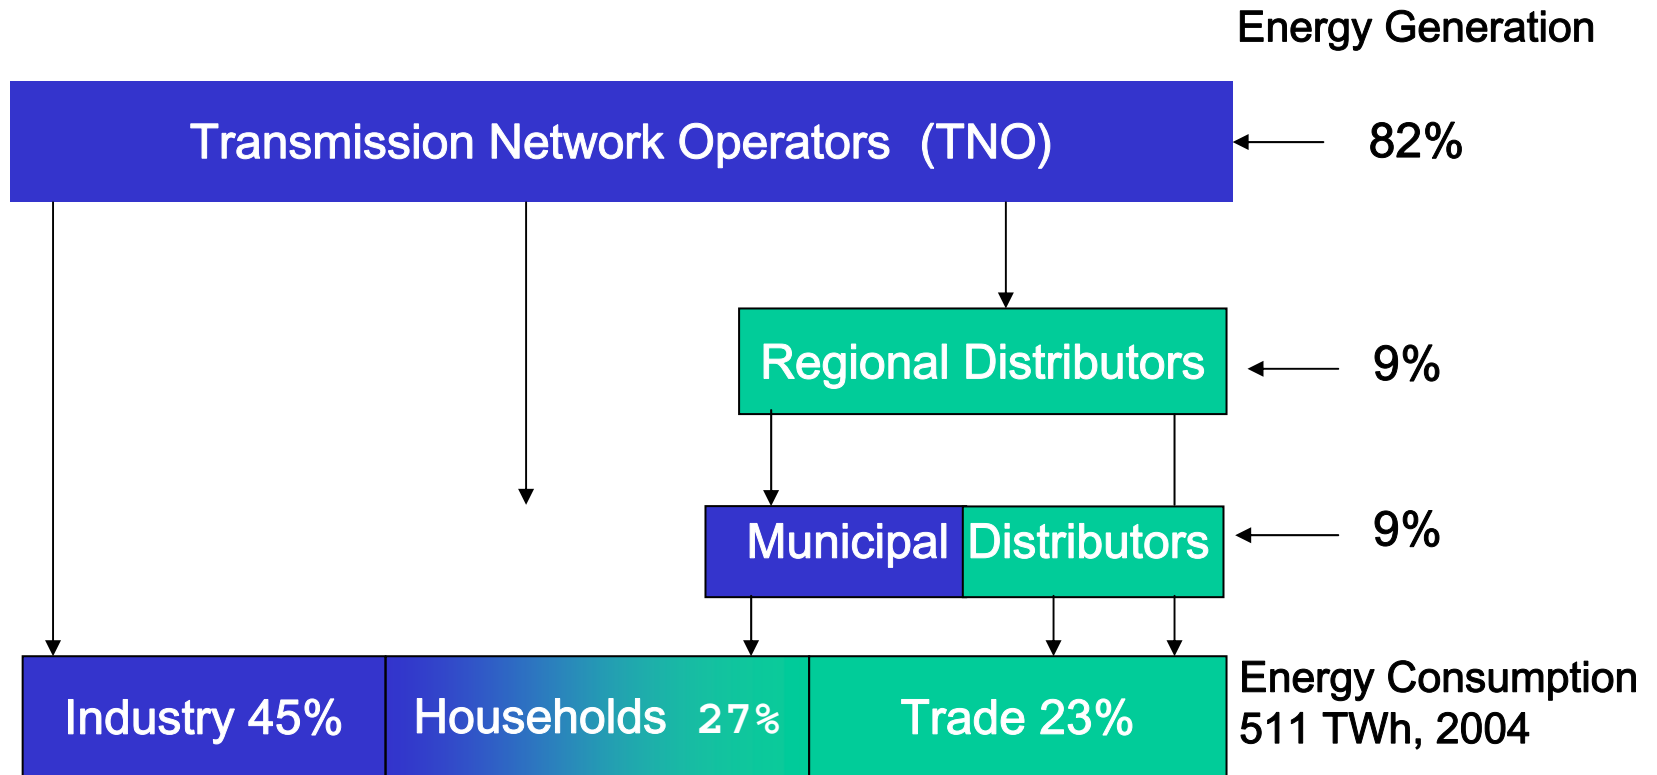 Energy Generation
Transmission Network Operators (TNO)
82%
Regional Distributors
9%
Municipal Distributors
9%
Industry 45%
Households 27%
Trade 23%
Energy Consumption
511 TWh, 2004